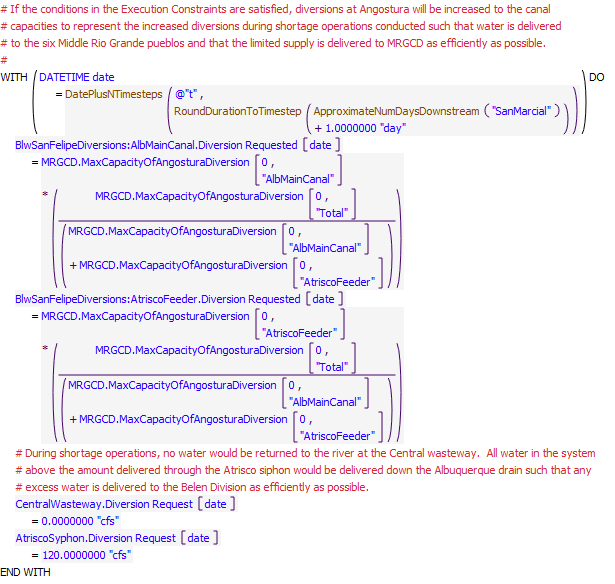 # If the conditions in the Execution Constraints are satisfied, diversions at Angostura will be increased to the canal
# capacities to represent the increased diversions during shortage operations conducted such that water is delivered
# to the six Middle Rio Grande pueblos and that the limited supply is delivered to MRGCD as efficiently as possible.
#
WITH ( DATETIME date ) DO
= DatePlusNTimesteps ( @"t" ,
RoundDurationToTimestep ( ApproximateNumDaysDownstream ( "SanMarcial" )
+ 1.0000000 "day" ) )
BlwSanFelipeDiversions:AlbMainCanal.Diversion Requested [ date ]
= MRGCD.MaxCapacityOfAngosturaDiversion [ 0 ,
"AlbMainCanal" ]
* ( MRGCD.MaxCapacityOfAngosturaDiversion [ 0 ,
"Total" ]
( MRGCD.MaxCapacityOfAngosturaDiversion [ 0 ,
"AlbMainCanal" ]
+ MRGCD.MaxCapacityOfAngosturaDiversion [ 0 ,
"AtriscoFeeder" ] ) )
BlwSanFelipeDiversions:AtriscoFeeder.Diversion Requested [ date ]
= MRGCD.MaxCapacityOfAngosturaDiversion [ 0 ,
"AtriscoFeeder" ]
* ( MRGCD.MaxCapacityOfAngosturaDiversion [ 0 ,
"Total" ]
( MRGCD.MaxCapacityOfAngosturaDiversion [ 0 ,
"AlbMainCanal" ]
+ MRGCD.MaxCapacityOfAngosturaDiversion [ 0 ,
"AtriscoFeeder" ] ) )
# During shortage operations, no water would be returned to the river at the Central wasteway. All water in the system
# above the amount delivered through the Atrisco siphon would be delivered down the Albuquerque drain such that any
# excess water is delivered to the Belen Division as efficiently as possible.
CentralWasteway.Diversion Request [ date ]
= 0.0000000 "cfs"
AtriscoSyphon.Diversion Request [ date ]
= 120.0000000 "cfs"
END WITH